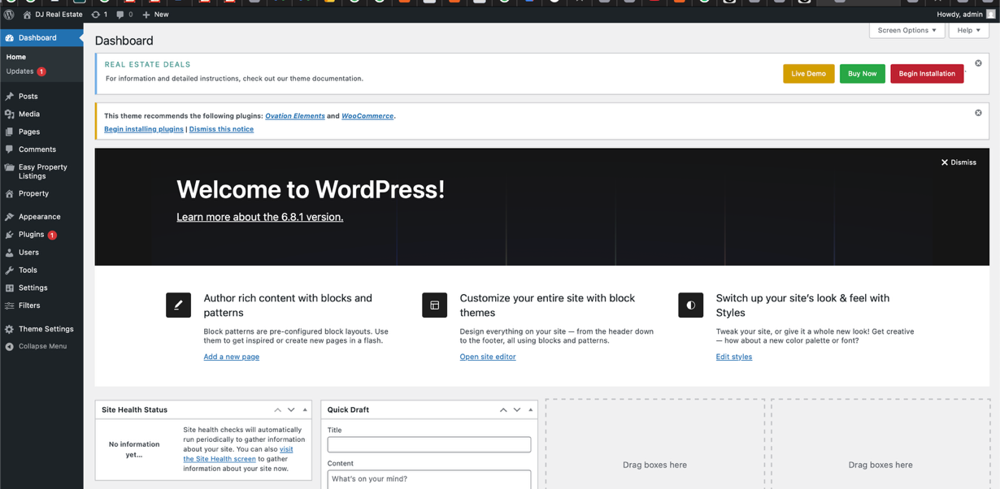 DJ Real Estate 1 0 New
Howdy, admin
Dashboard
Home
Updates 1
Posts
Media
Pages
Comments
Easy Property
Listings
Property
Appearance
Plugins 1
Users
Tools
Settings
Filters
Theme Settings
Collapse Menu
Screen Options
Help
Dashboard
REAL ESTATE DEALS
For information and detailed instructions, check out our theme documentation.
Live Demo
Buy Now
Begin Installation
This theme recommends the following plugins: Ovation Elements and WooCommerce.
Begin installing plugins | Dismiss this notice
Dismiss
Welcome to WordPress!
Learn more about the 6.8.1 version.
Author rich content with blocks and
patterns
Block patterns are pre-configured block layouts. Use
them to get inspired or create new pages in a flash.
Add a new page
Customize your entire site with block
themes
Design everything on your site — from the header down
to the footer, all using blocks and patterns.
Open site editor
Switch up your site's look & feel with
Styles
Tweak your site, or give it a whole new look! Get creative
— how about a new color palette or font?
Edit styles
Site Health Status
No information
yet...
Site health checks will automatically
run periodically to gather information
about your site. You can also visit
the Site Health screen to gather
information about your site now.
Quick Draft
Title
Content
What's on your mind?
Drag boxes here
Drag boxes here